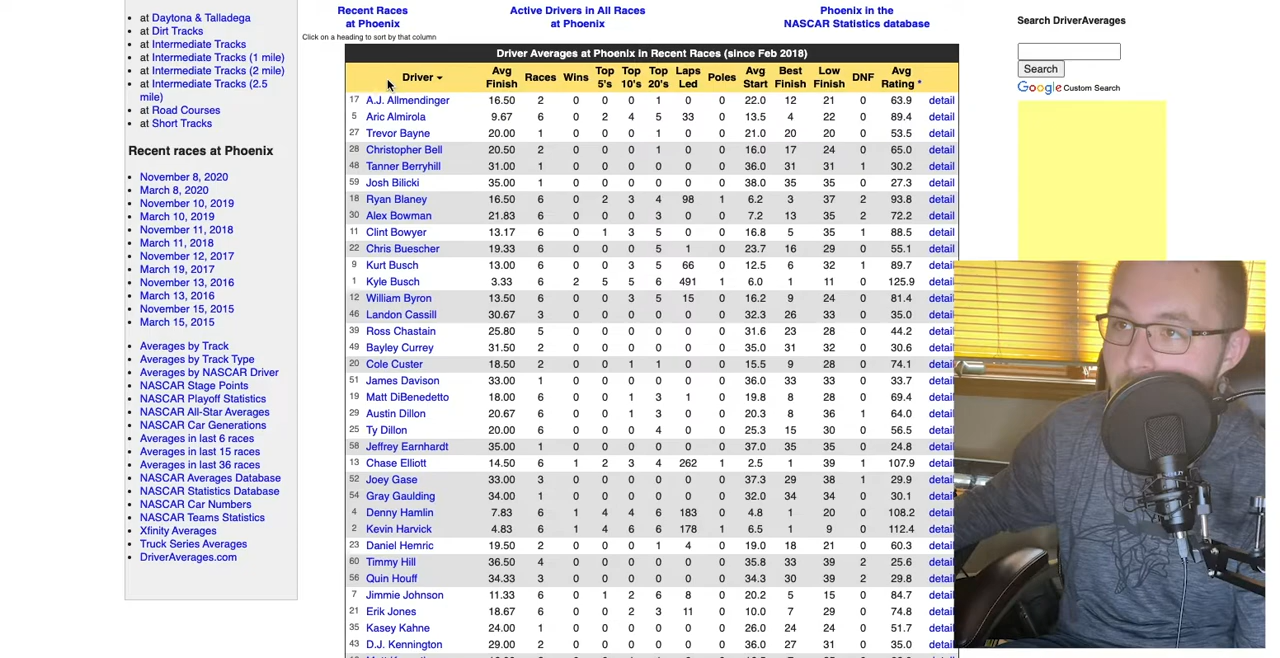 at Daytona & Talladega
at Dirt Tracks
at Intermediate Tracks
at Intermediate Tracks (1 mile)
at Intermediate Tracks (2 mile)
at Intermediate Tracks (2.5
mile)
at Road Courses
at Short Tracks
Recent races at Phoenix
November 8, 2020
March 8, 2020
November 10, 2019
March 10, 2019
November 11, 2018
March 11, 2018
November 12, 2017
March 19, 2017
November 13, 2016
March 13, 2016
November 15, 2015
March 15, 2015
Averages by Track
Averages by Track Type
Averages by NASCAR Driver
NASCAR Stage Points
NASCAR Playoff Statistics
NASCAR All-Star Averages
NASCAR Car Generations
Averages in last 6 races
Averages in last 15 races
Averages in last 36 races
NASCAR Averages Database
NASCAR Statistics Database
NASCAR Car Numbers
NASCAR Teams Statistics
Xfinity Averages
Truck Series Averages
DriverAverages.com
Recent Races
at Phoenix
Active Drivers in All Races
at Phoenix
Phoenix in the
NASCAR Statistics database
Click on a heading to sort by that column
Driver Averages at Phoenix in Recent Races (since Feb 2018)
Driver Avg Finish Races Wins Top 5's Top 10's Top 20's Laps Led Poles Avg Start Best Finish Low Finish DNF Avg Rating *
17 A.J. Allmendinger 16.50 2 0 0 0 1 0 0 22.0 12 21 0 63.9 detail
5 Aric Almirola 9.67 6 0 2 4 5 33 0 13.5 4 22 0 89.4 detail
27 Trevor Bayne 20.00 1 0 0 0 1 0 0 21.0 20 20 0 53.5 detail
28 Christopher Bell 20.50 2 0 0 0 1 0 0 16.0 17 24 0 65.0 detail
48 Tanner Berryhill 31.00 1 0 0 0 0 0 0 36.0 31 31 1 30.2 detail
59 Josh Bilicki 35.00 1 0 0 0 0 0 0 38.0 35 35 0 27.3 detail
18 Ryan Blaney 16.50 6 0 2 3 4 98 1 6.2 3 37 2 93.8 detail
30 Alex Bowman 21.83 6 0 0 0 3 0 0 7.2 13 35 2 72.2 detail
11 Clint Bowyer 13.17 6 0 1 3 5 0 0 16.8 5 35 1 88.5 detail
22 Chris Buescher 19.33 6 0 0 0 5 1 0 23.7 16 29 0 55.1 detail
9 Kurt Busch 13.00 6 0 0 3 5 66 0 12.5 6 32 1 89.7 detail
1 Kyle Busch 3.33 6 2 5 5 6 491 1 6.0 1 11 0 125.9 detail
12 William Byron 13.50 6 0 0 3 5 15 0 16.2 9 24 0 81.4 detail
46 Landon Cassill 30.67 3 0 0 0 0 0 0 32.3 26 33 0 35.0 detail
39 Ross Chastain 25.80 5 0 0 0 0 0 0 31.6 23 28 0 44.2 detail
49 Bayley Currey 31.50 2 0 0 0 0 0 0 35.0 31 32 0 30.6 detail
20 Cole Custer 18.50 2 0 0 1 1 0 0 15.5 9 28 0 74.1 detail
51 James Davison 33.00 1 0 0 0 0 0 0 36.0 33 33 0 33.7 detail
19 Matt DiBenedetto 18.00 6 0 0 1 3 1 0 19.8 8 28 0 69.4 detail
29 Austin Dillon 20.67 6 0 0 1 3 0 0 20.3 8 36 1 64.0 detail
25 Ty Dillon 20.00 6 0 0 0 4 0 0 25.3 15 30 0 56.5 detail
58 Jeffrey Earnhardt 35.00 1 0 0 0 0 0 0 37.0 35 35 0 24.8 detail
13 Chase Elliott 14.50 6 1 2 3 4 262 1 2.5 1 39 1 107.9 detail
52 Joey Gase 33.00 3 0 0 0 0 0 0 37.3 29 38 1 29.9 detail
54 Gray Gaulding 34.00 1 0 0 0 0 0 0 32.0 34 34 0 30.1 detail
4 Denny Hamlin 7.83 6 1 4 4 6 183 0 4.8 1 20 0 108.2 detail
2 Kevin Harvick 4.83 6 1 4 6 6 178 1 6.5 1 9 0 112.4 detail
23 Daniel Hemric 19.50 2 0 0 0 1 4 0 19.0 18 21 0 60.3 detail
60 Timmy Hill 36.50 4 0 0 0 0 0 0 35.8 33 39 2 25.6 detail
56 Quin Houff 34.33 3 0 0 0 0 0 0 34.3 30 39 2 29.8 detail
7 Jimmie Johnson 11.33 6 0 1 2 6 8 0 20.2 5 15 0 84.7 detail
21 Erik Jones 18.67 6 0 0 2 3 11 0 10.0 7 29 0 74.8 detail
35 Kasey Kahne 24.00 1 0 0 0 0 0 0 26.0 24 24 0 51.7 detail
43 D.J. Kennington 29.00 2 0 0 0 0 0 0 36.0 27 31 0 35.0 detail
Search DriverAverages
Search
Google Custom Search